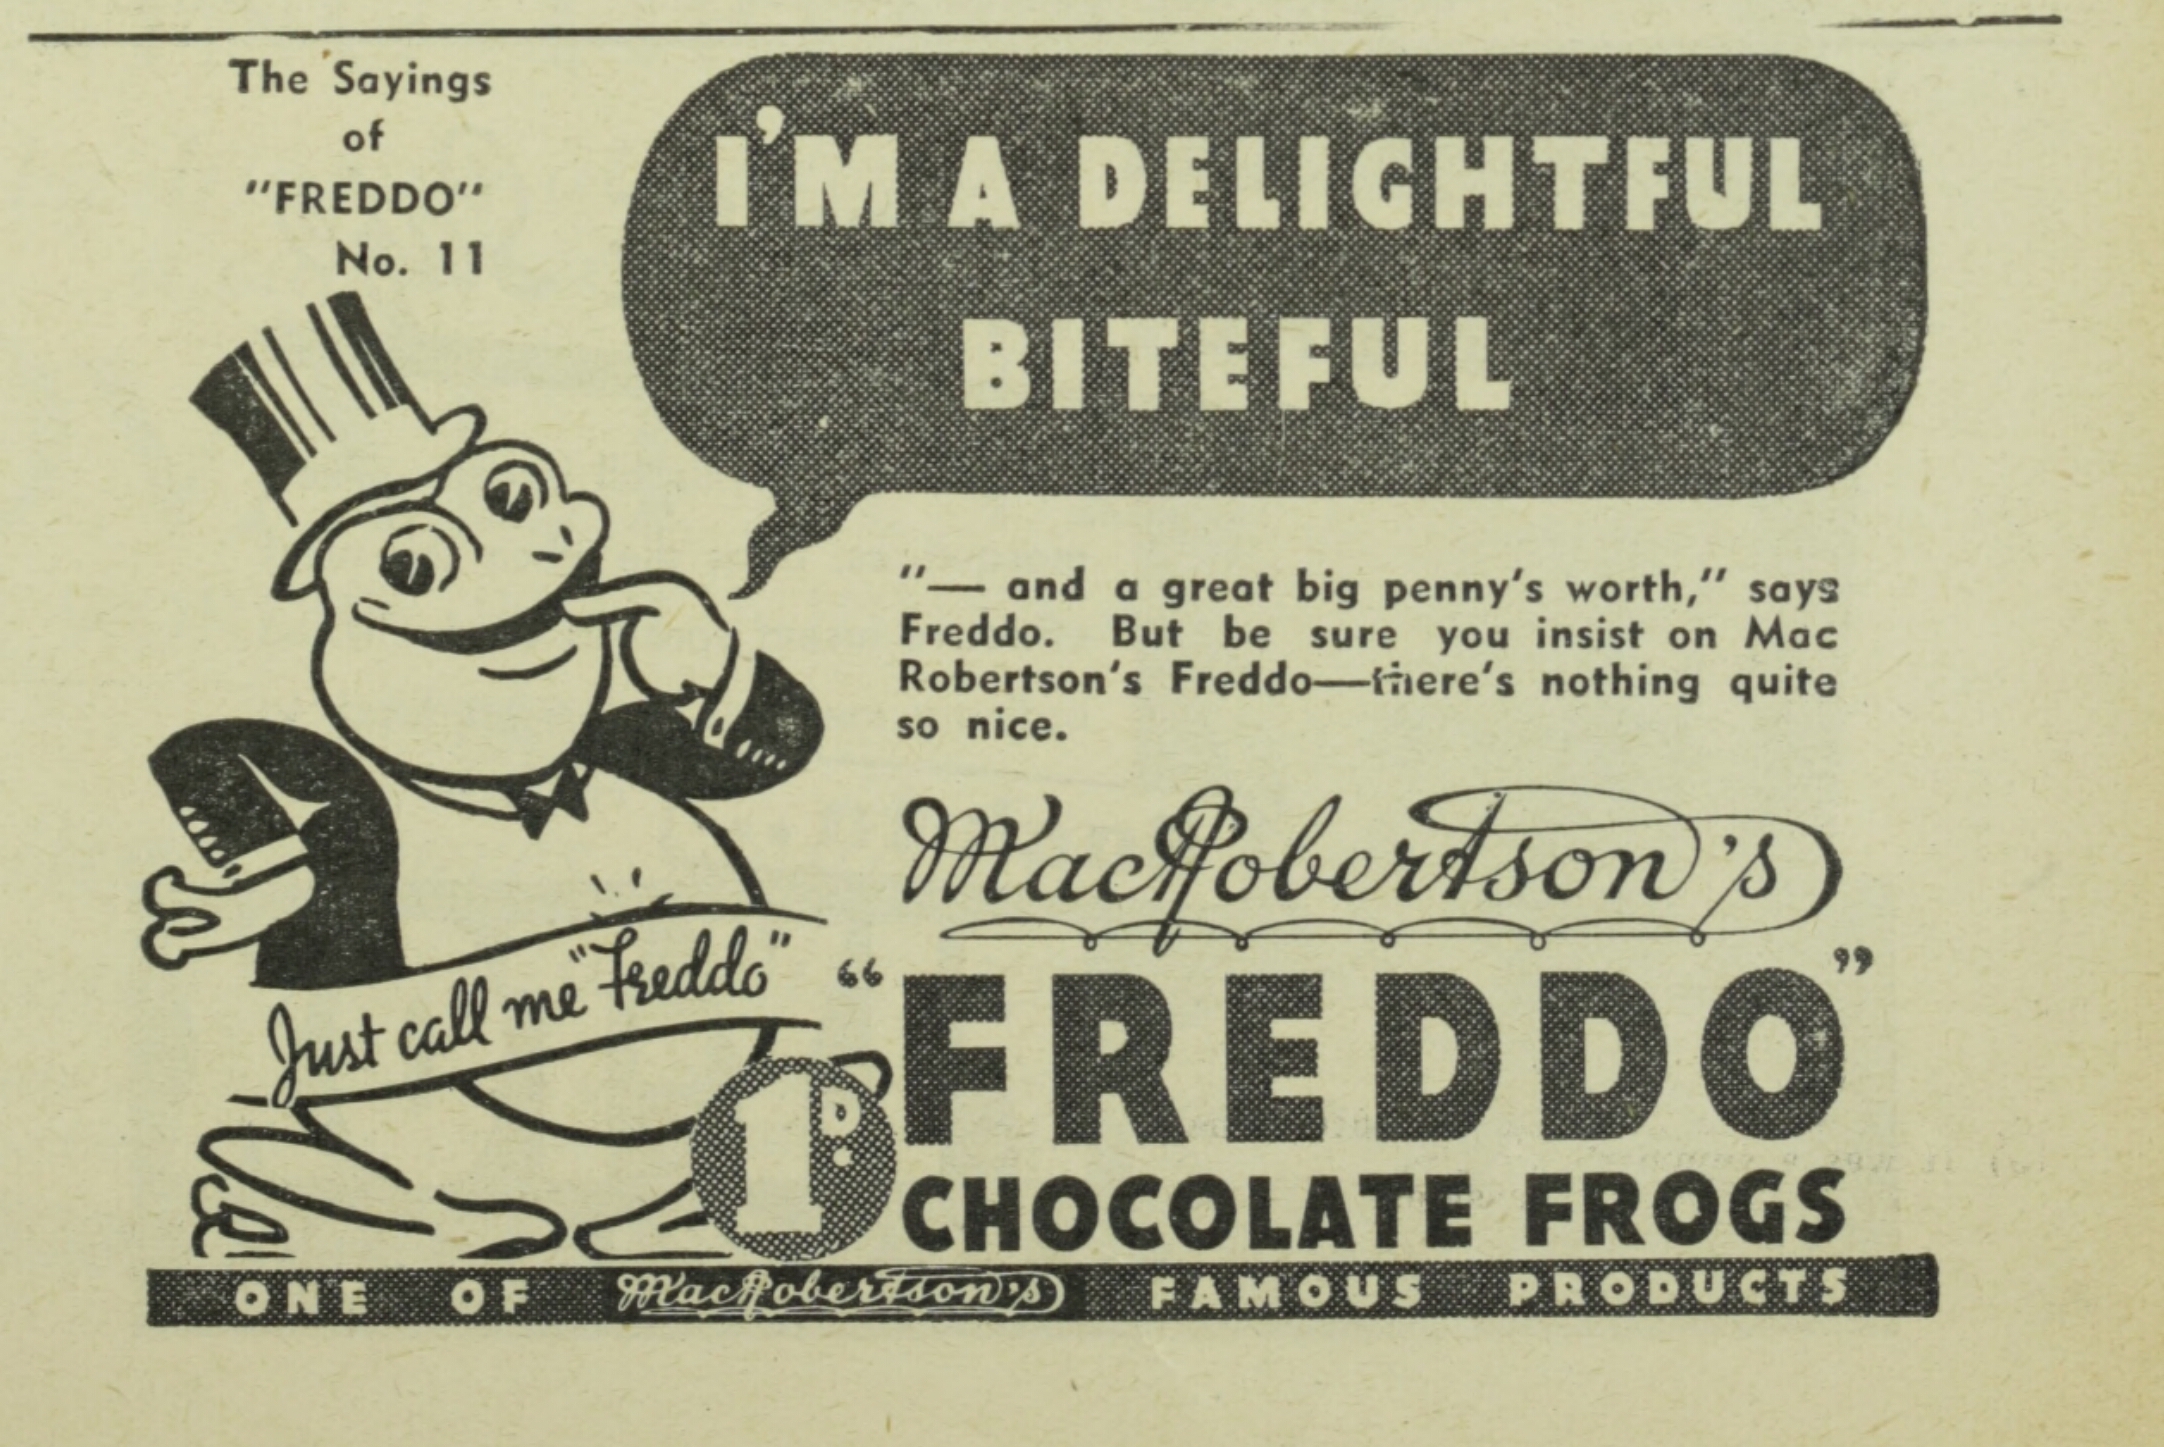 The Sayings
of
"FREDDO"
No. 11
I'M A DELIGHTFUL
BITEFUL
"— and a great big penny's worth," says
Freddo. But be sure you insist on Mac
Robertson's Freddo—there's nothing quite
so nice.
MacRobertson's
Just call me "Freddo"
"FREDDO"
1D.
CHOCOLATE FROGS
ONE OF MacRobertson's FAMOUS PRODUCTS